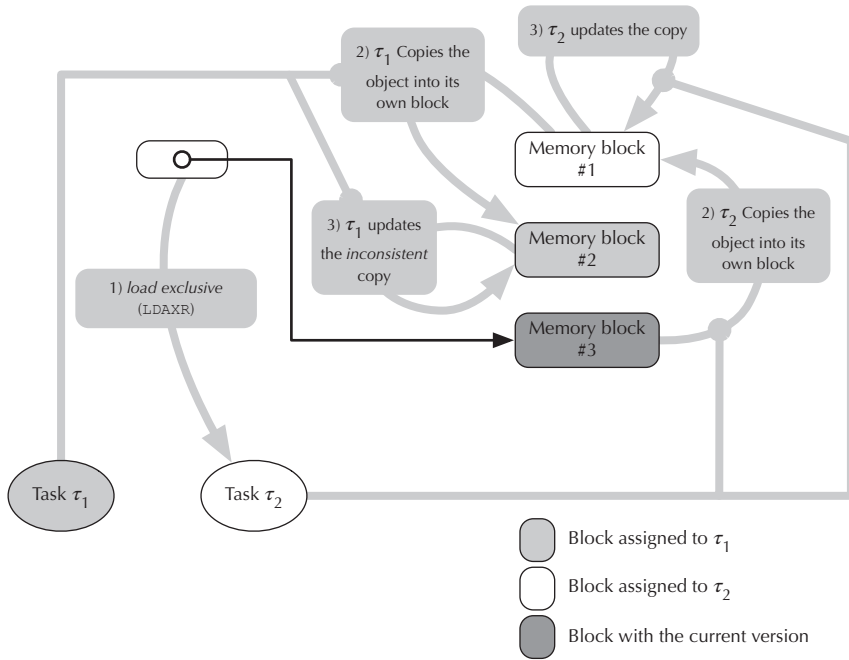 3) τ2 updates the copy
2) τ1 Copies the
object into its
own block
Memory block
#1
2) τ2 Copies the
object into its
own block
3) τ1 updates
the inconsistent
copy
Memory block
#2
1) load exclusive
(LDAXR)
Memory block
#3
Task τ1
Task τ2
Block assigned to τ1
Block assigned to τ2
Block with the current version